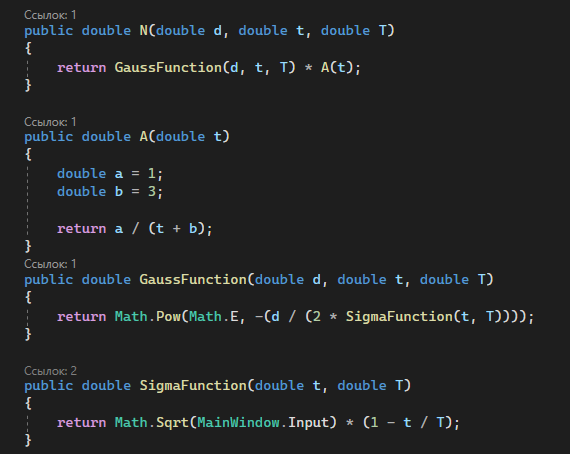 Ссылок: 1
public double N(double d, double t, double T)
{
    return GaussFunction(d, t, T) * A(t);
}
Ссылок: 1
public double A(double t)
{
    double a = 1;
    double b = 3;
    return a / (t + b);
}
Ссылок: 1
public double GaussFunction(double d, double t, double T)
{
    return Math.Pow(Math.E, -(d / (2 * SigmaFunction(t, T))));
}
Ссылок: 2
public double SigmaFunction(double t, double T)
{
    return Math.Sqrt(MainWindow.Input) * (1 - t / T);
}